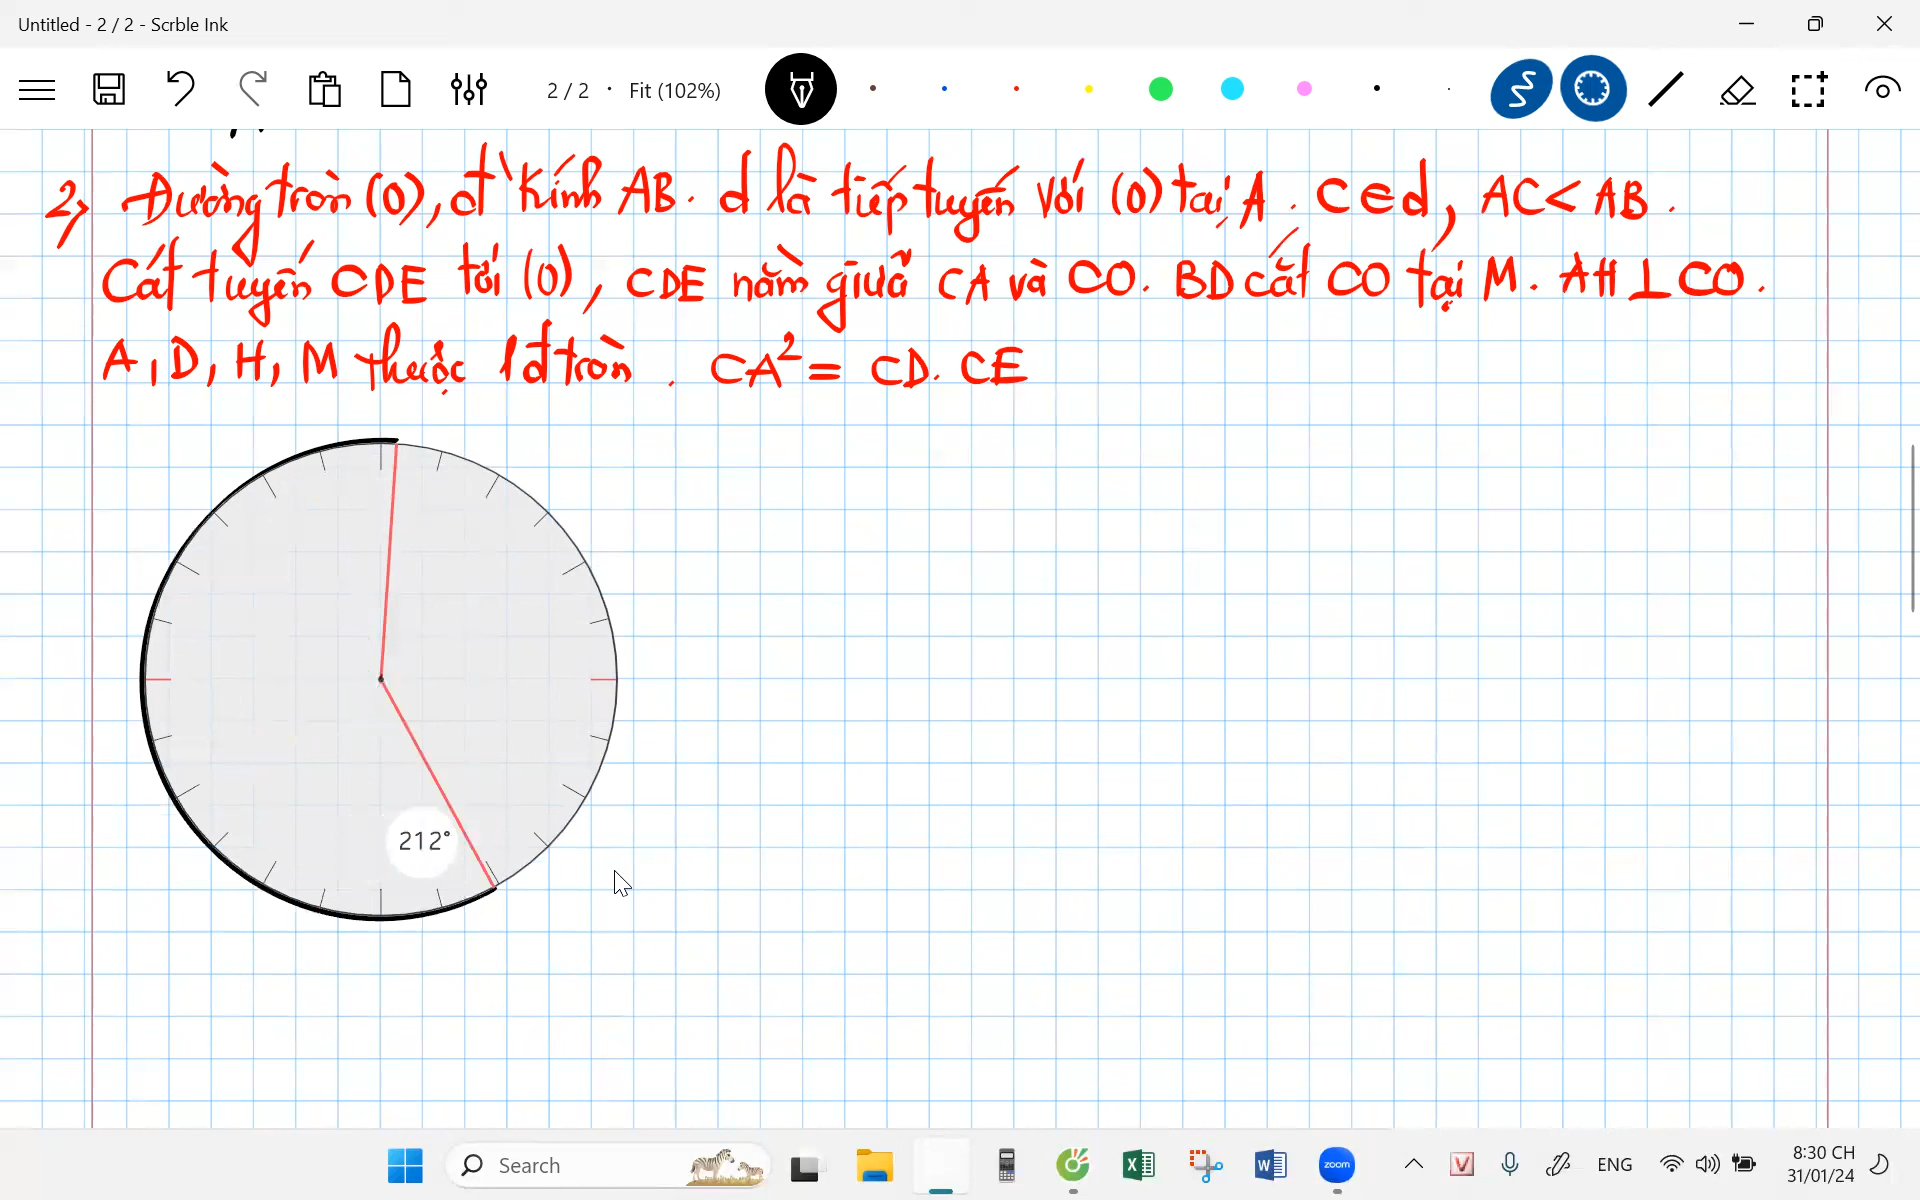 Untitled - 2 / 2 - Scrble Ink
2 / 2 · Fit (102%)
2) Đường tròn (O), đ' kính AB. d là tiếp tuyến với (O) tại A. C ∈ d, AC < AB.
Cát tuyến CDE tới (O), CDE nằm giữa CA và CO. BD cắt CO tại M. AH ⊥ CO.
A, D, H, M thuộc 1 đ tròn. CA² = CD. CE
212°
Search
zoom
ENG
8:30 CH
31/01/24